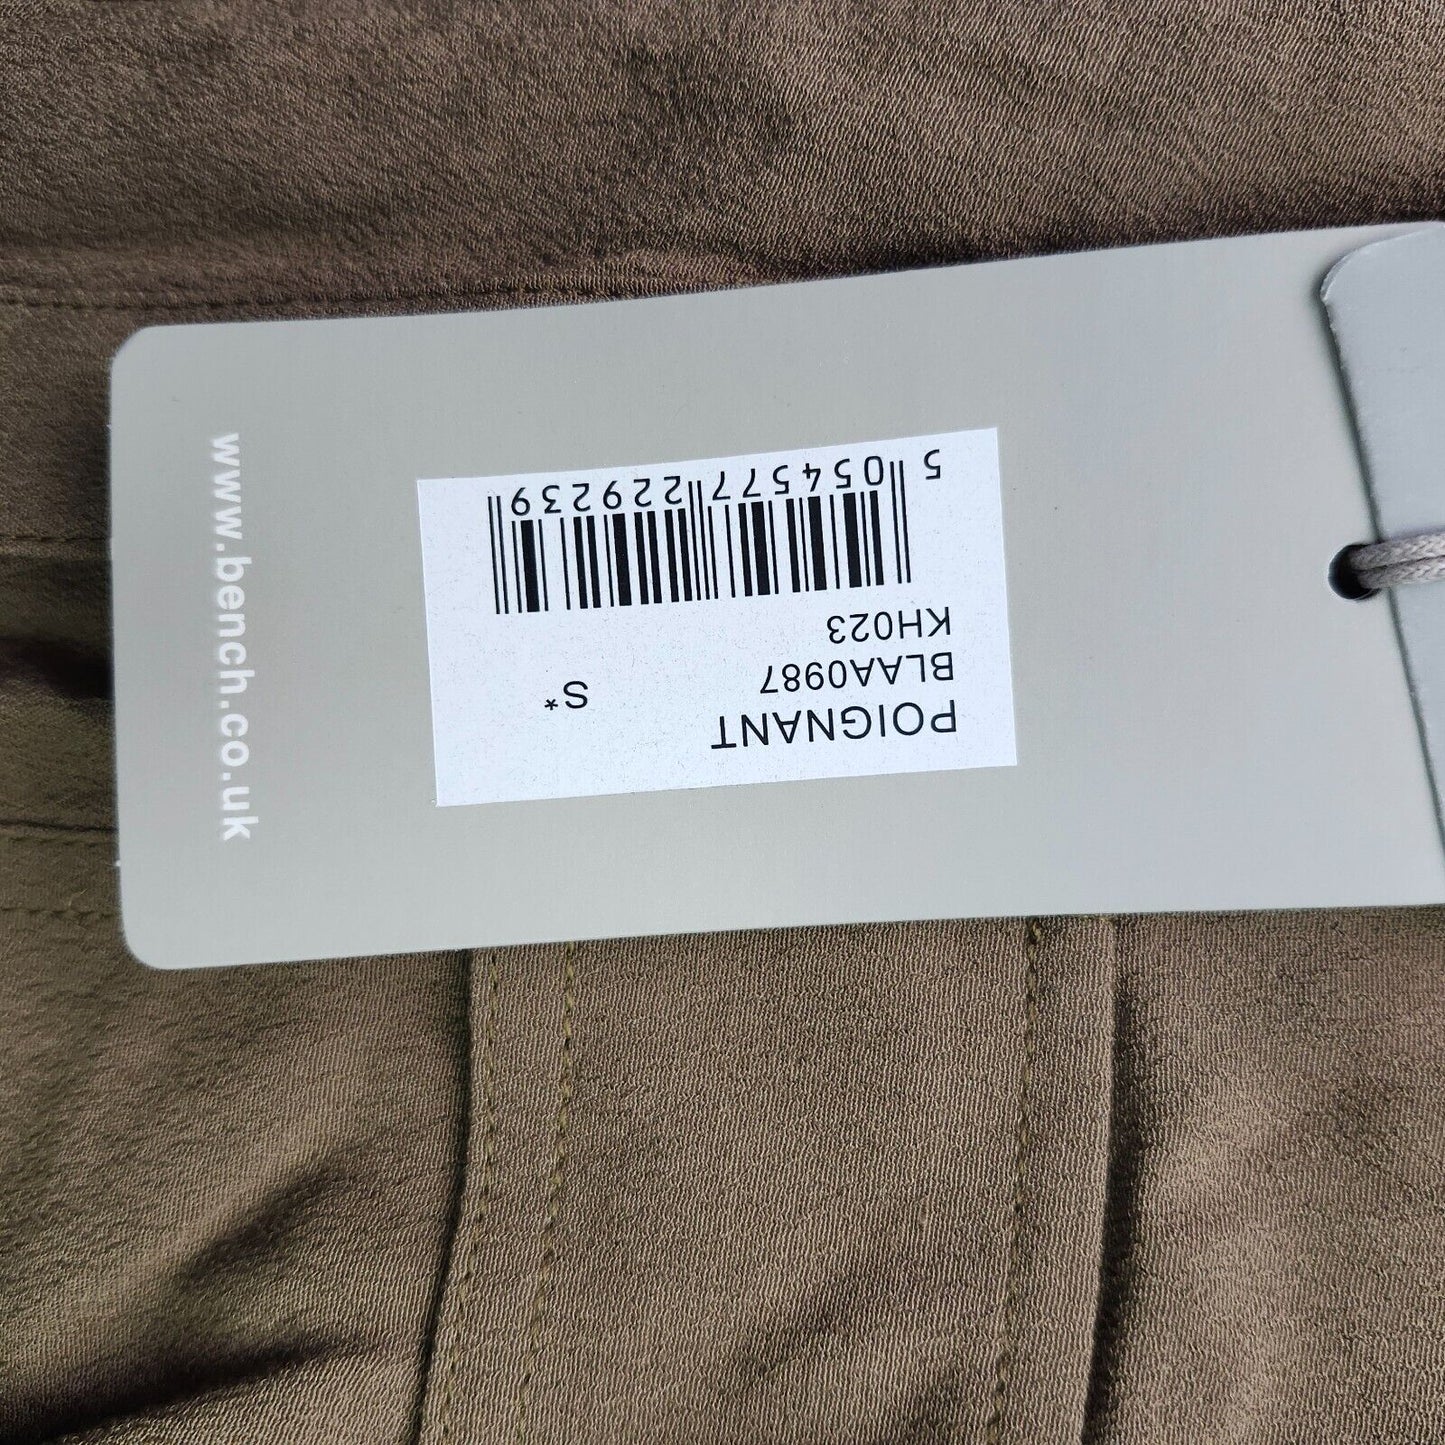 POIGNANT
BLAA0987 S*
KH023
5 054577 229239
www.bench.co.uk